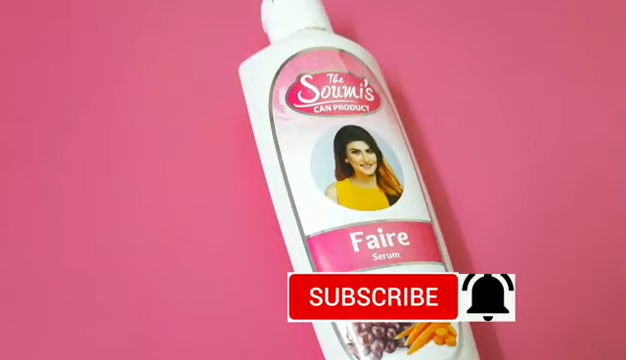 The
Soumi's
CAN PRODUCT
Faire
Serum
SUBSCRIBE